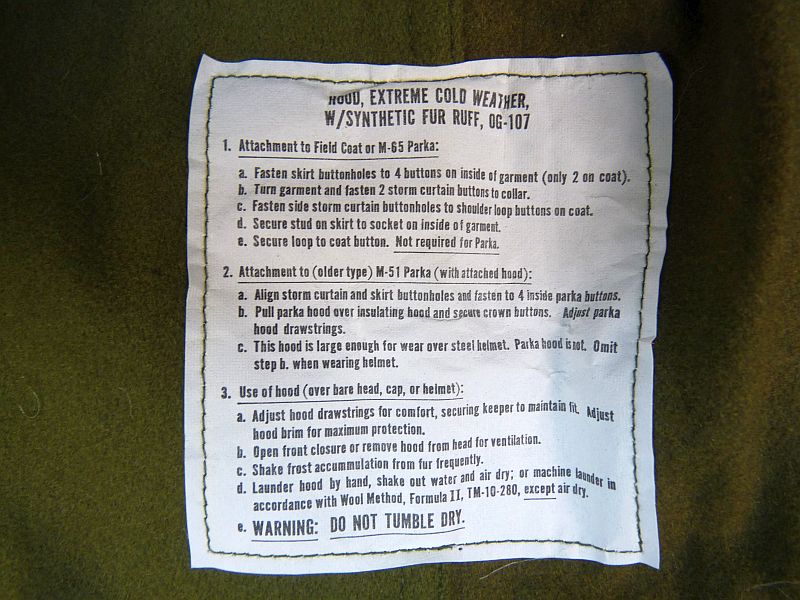 HOOD, EXTREME COLD WEATHER,
W/SYNTHETIC FUR RUFF, OG-107
1. Attachment to Field Coat or M-65 Parka:
a. Fasten skirt buttonholes to 4 buttons on inside of garment (only 2 on coat).
b. Turn garment and fasten 2 storm curtain buttons to collar.
c. Fasten side storm curtain buttonholes to shoulder loop buttons on coat.
d. Secure stud on skirt to socket on inside of garment.
e. Secure loop to coat button. Not required for Parka.
2. Attachment to (older type) M-51 Parka (with attached hood):
a. Align storm curtain and skirt buttonholes and fasten to 4 inside parka buttons.
b. Pull parka hood over insulating hood and secure crown buttons. Adjust parka
hood drawstrings.
c. This hood is large enough for wear over steel helmet. Parka hood is not. Omit
step b. when wearing helmet.
3. Use of hood (over bare head, cap, or helmet):
a. Adjust hood drawstrings for comfort, securing keeper to maintain fit. Adjust
hood brim for maximum protection.
b. Open front closure or remove hood from head for ventilation.
c. Shake frost accummulation from fur frequently.
d. Launder hood by hand, shake out water and air dry; or machine launder in
accordance with Wool Method, Formula II, TM-10-280, except air dry.
e. WARNING: DO NOT TUMBLE DRY.